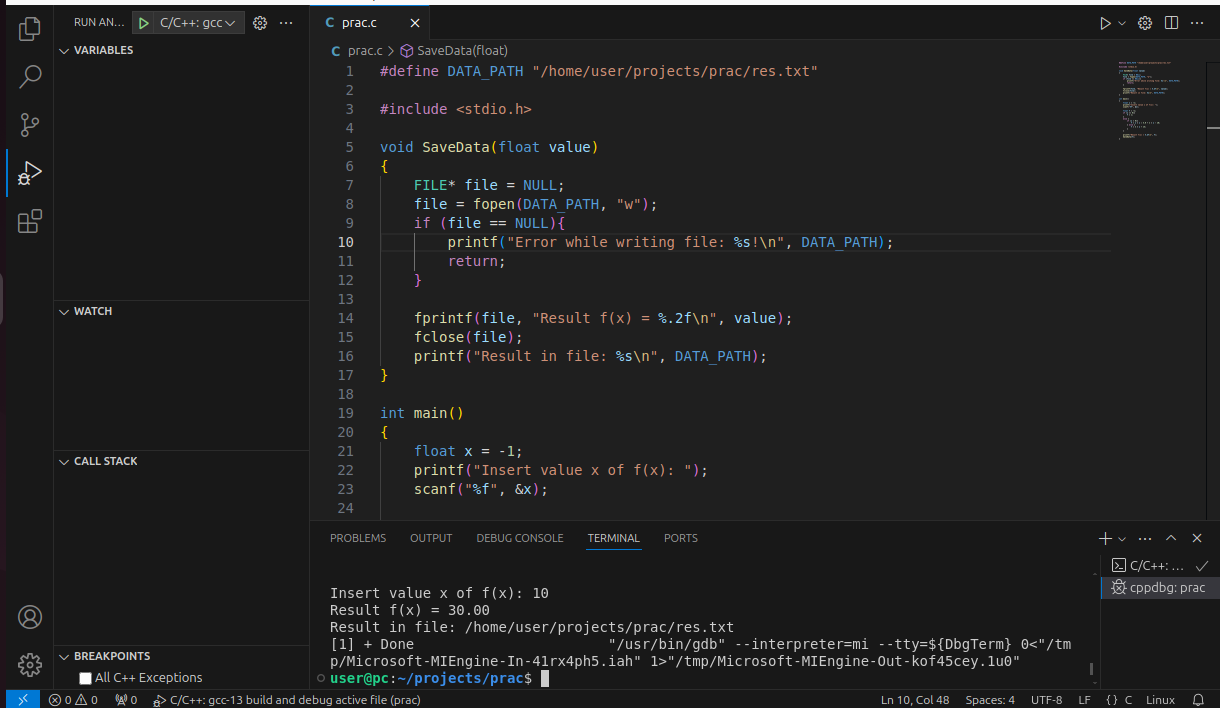 RUN AN... C/C++: gcc
VARIABLES
WATCH
CALL STACK
BREAKPOINTS
All C++ Exceptions
C prac.c
C prac.c > SaveData(float)
1 #define DATA_PATH "/home/user/projects/prac/res.txt"
2
3 #include <stdio.h>
4
5 void SaveData(float value)
6 {
7 FILE* file = NULL;
8 file = fopen(DATA_PATH, "w");
9 if (file == NULL){
10 printf("Error while writing file: %s!\n", DATA_PATH);
11 return;
12 }
13
14 fprintf(file, "Result f(x) = %.2f\n", value);
15 fclose(file);
16 printf("Result in file: %s\n", DATA_PATH);
17 }
18
19 int main()
20 {
21 float x = -1;
22 printf("Insert value x of f(x): ");
23 scanf("%f", &x);
24
PROBLEMS OUTPUT DEBUG CONSOLE TERMINAL PORTS
Insert value x of f(x): 10
Result f(x) = 30.00
Result in file: /home/user/projects/prac/res.txt
[1] + Done "/usr/bin/gdb" --interpreter=mi --tty=${DbgTerm} 0<"/tm
p/Microsoft-MIEngine-In-41rx4ph5.iah" 1>"/tmp/Microsoft-MIEngine-Out-kof45cey.1u0"
user@pc:~/projects/prac$
C/C++: ...
cppdbg: prac
0 0 0 C/C++: gcc-13 build and debug active file (prac) Ln 10, Col 48 Spaces: 4 UTF-8 LF {} C Linux